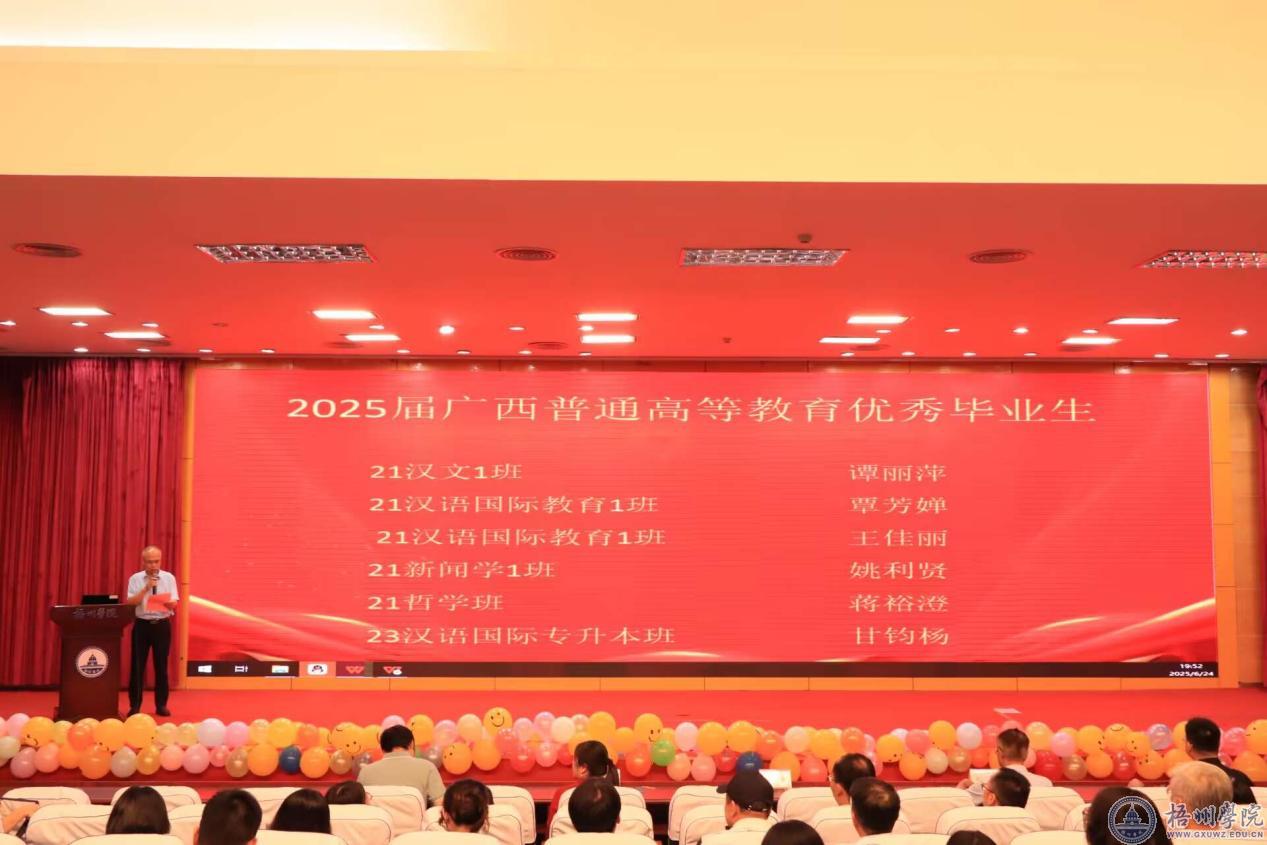 2025届广西普通高等教育优秀毕业生
21汉文1班 谭丽萍
21汉语国际教育1班 覃芳婵
21汉语国际教育1班 王佳丽
21新闻学1班 姚利贤
21哲学班 蒋裕澄
23汉语国际专升本班 甘钧杨
19:52
2025/6/24
梧州學院
梧州學院
WWW.GXUWZ.EDU.CN